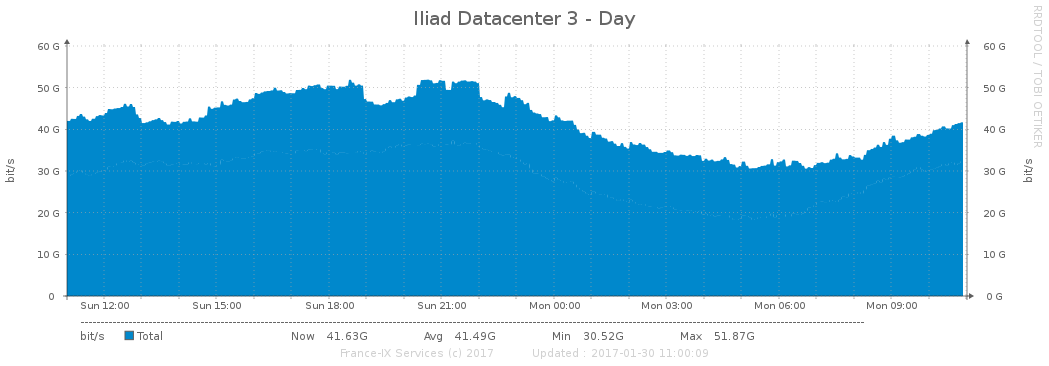 Iliad Datacenter 3 - Day
RRDTOOL / TOBI OETIKER
60 G 60 G
50 G 50 G
40 G 40 G
30 G 30 G
20 G 20 G
10 G 10 G
0 0 G
bit/s bit/s
Sun 12:00 Sun 15:00 Sun 18:00 Sun 21:00 Mon 00:00 Mon 03:00 Mon 06:00 Mon 09:00
bit/s Total Now 41.63G Avg 41.49G Min 30.52G Max 51.87G
France-IX Services (c) 2017 Updated : 2017-01-30 11:00:09